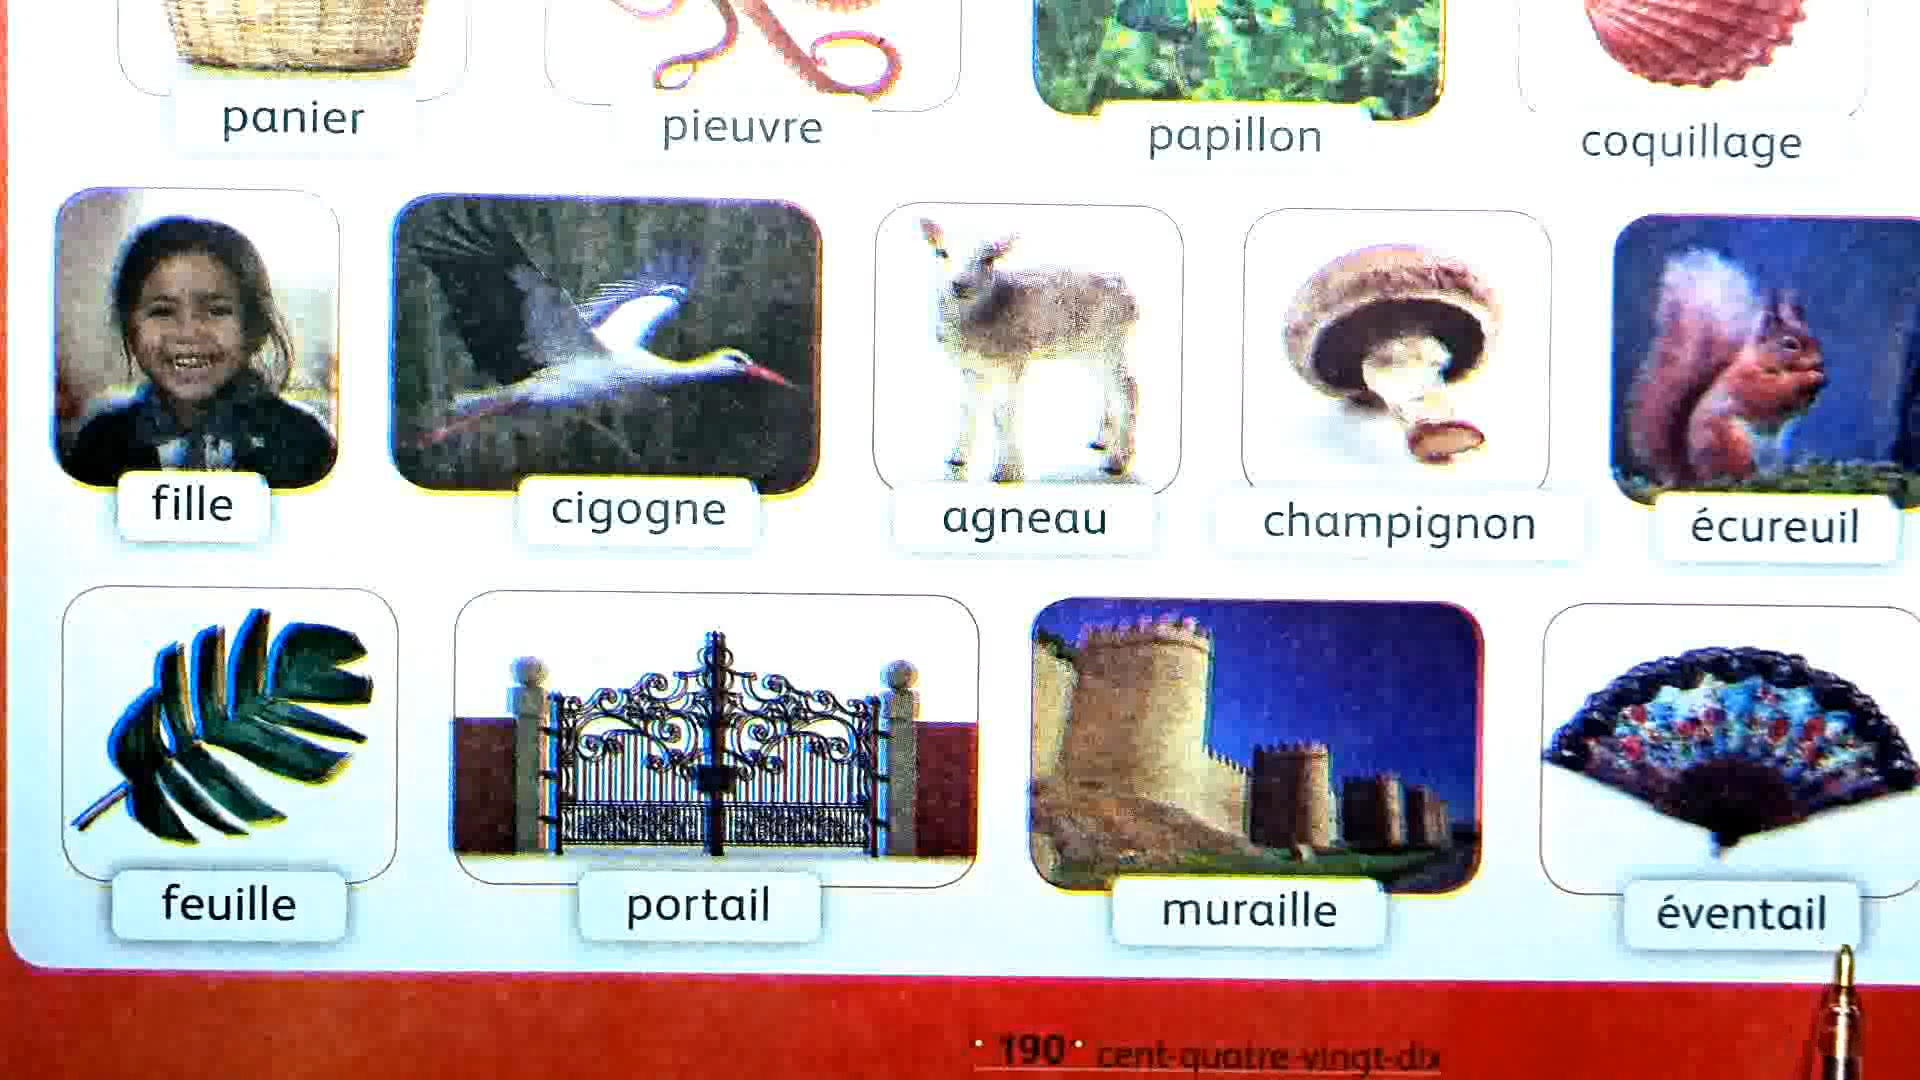 panier pieuvre papillon coquillage
fille cigogne agneau champignon écureuil
feuille portail muraille éventail
• 190 • cent-quatre-vingt-dix